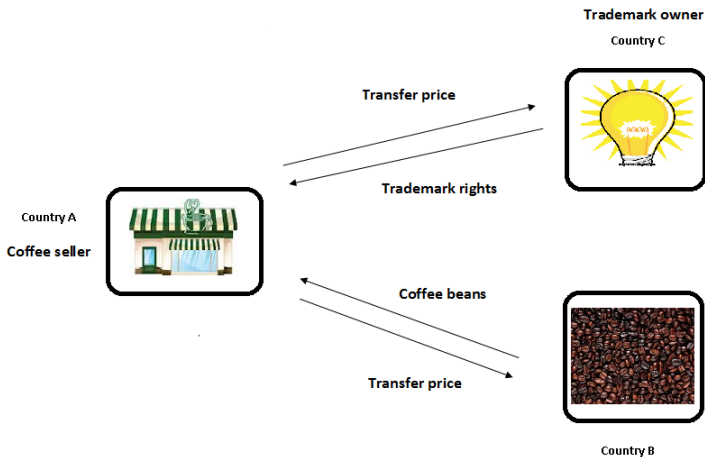 Trademark owner
Country C
Transfer price
Trademark rights
Country A
Coffee seller
Coffee beans
Transfer price
Country B